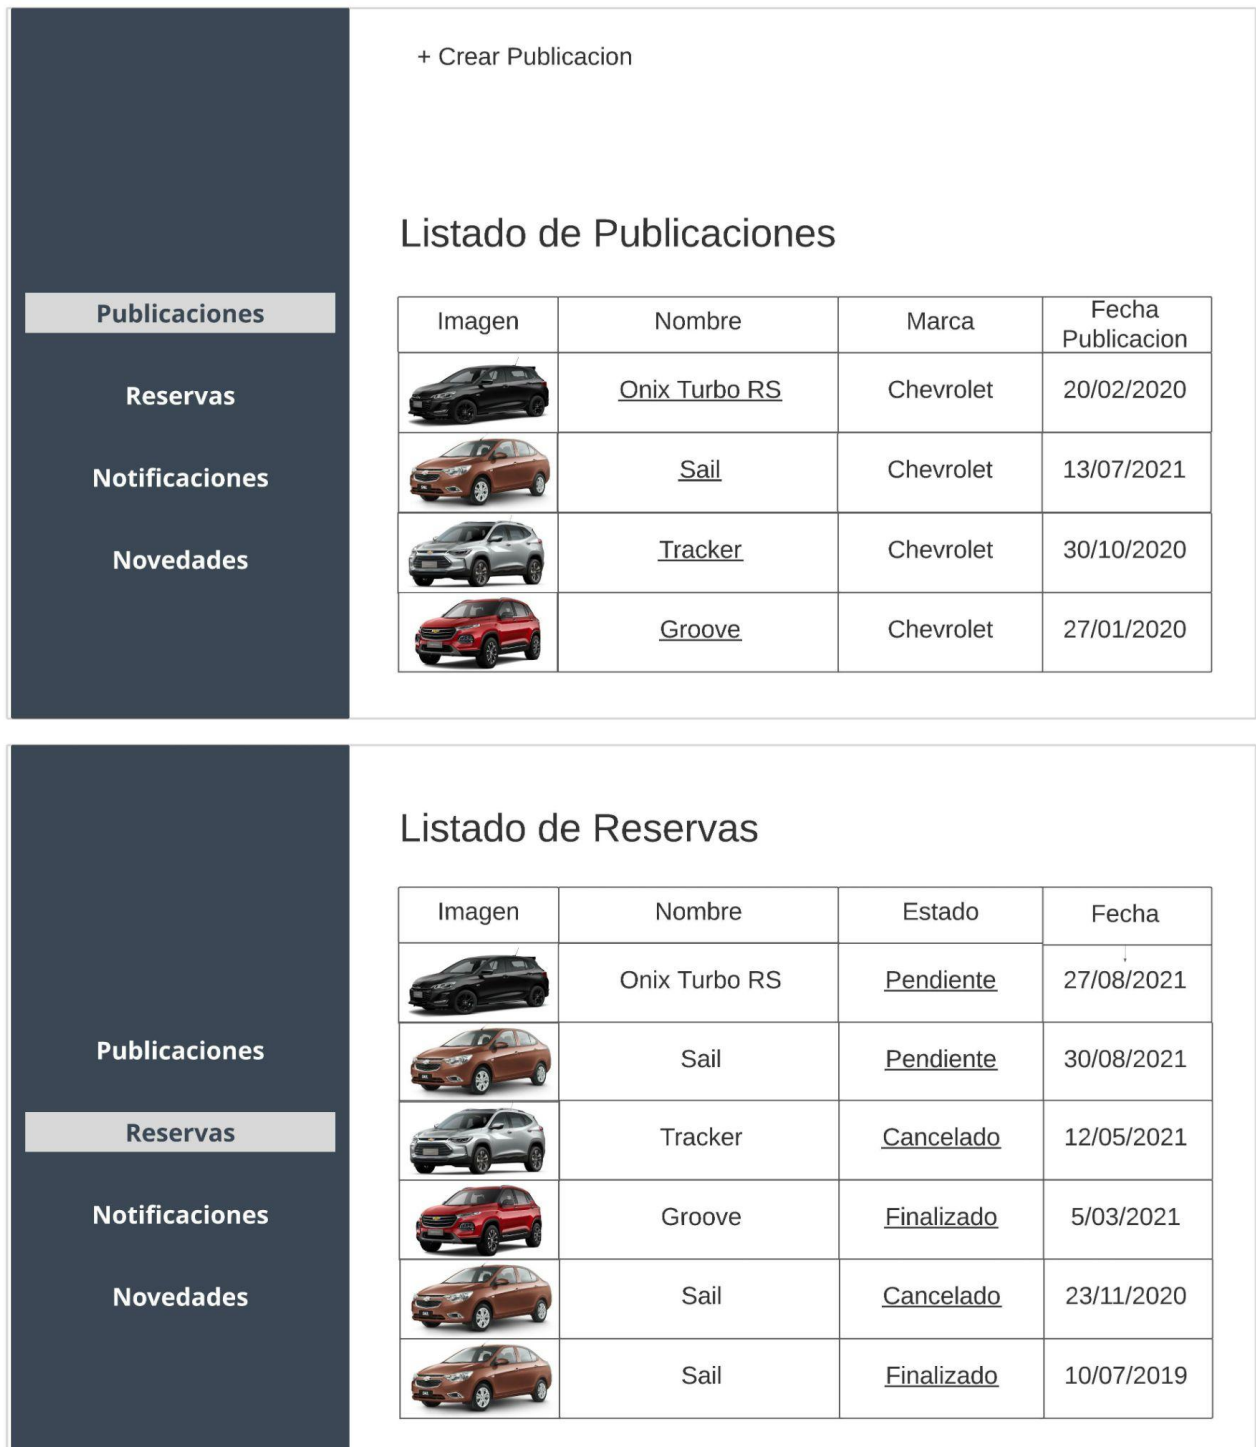 + Crear Publicacion
Listado de Publicaciones
Publicaciones
Reservas
Notificaciones
Novedades
Imagen Nombre Marca Fecha Publicacion
Onix Turbo RS Chevrolet 20/02/2020
Sail Chevrolet 13/07/2021
Tracker Chevrolet 30/10/2020
Groove Chevrolet 27/01/2020
Listado de Reservas
Publicaciones
Reservas
Notificaciones
Novedades
Imagen Nombre Estado Fecha
Onix Turbo RS Pendiente 27/08/2021
Sail Pendiente 30/08/2021
Tracker Cancelado 12/05/2021
Groove Finalizado 5/03/2021
Sail Cancelado 23/11/2020
Sail Finalizado 10/07/2019